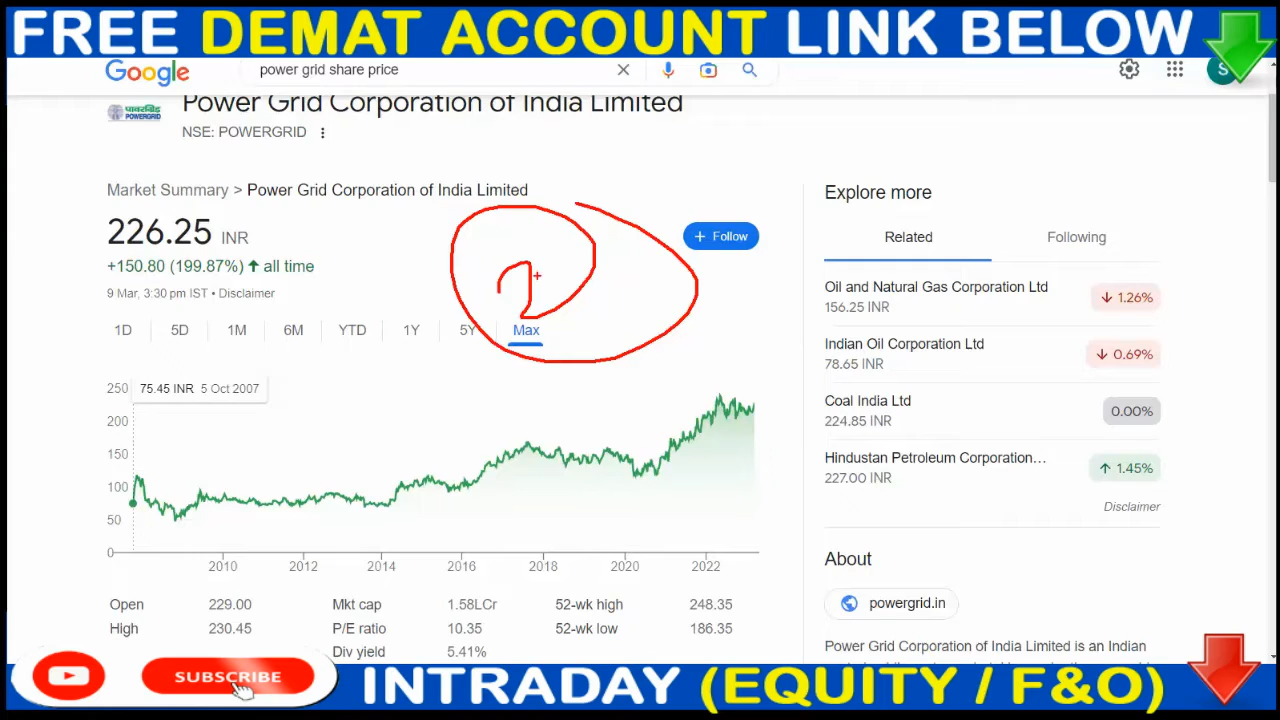 FREE DEMAT ACCOUNT LINK BELOW
Google
power grid share price
S
Power Grid Corporation of India Limited
पावरग्रिड
POWERGRID
NSE: POWERGRID
Market Summary > Power Grid Corporation of India Limited
226.25 INR
+ Follow
+150.80 (199.87%) ↑ all time
9 Mar, 3:30 pm IST • Disclaimer
1D 5D 1M 6M YTD 1Y 5Y Max
75.45 INR 5 Oct 2007
250
200
150
100
50
0
2010 2012 2014 2016 2018 2020 2022
Open 229.00 Mkt cap 1.58LCr 52-wk high 248.35
High 230.45 P/E ratio 10.35 52-wk low 186.35
Div yield 5.41%
Explore more
Related Following
Oil and Natural Gas Corporation Ltd
156.25 INR ↓ 1.26%
Indian Oil Corporation Ltd
78.65 INR ↓ 0.69%
Coal India Ltd
224.85 INR 0.00%
Hindustan Petroleum Corporation…
227.00 INR ↑ 1.45%
Disclaimer
About
powergrid.in
Power Grid Corporation of India Limited is an Indian
SUBSCRIBE
INTRADAY (EQUITY / F&O)